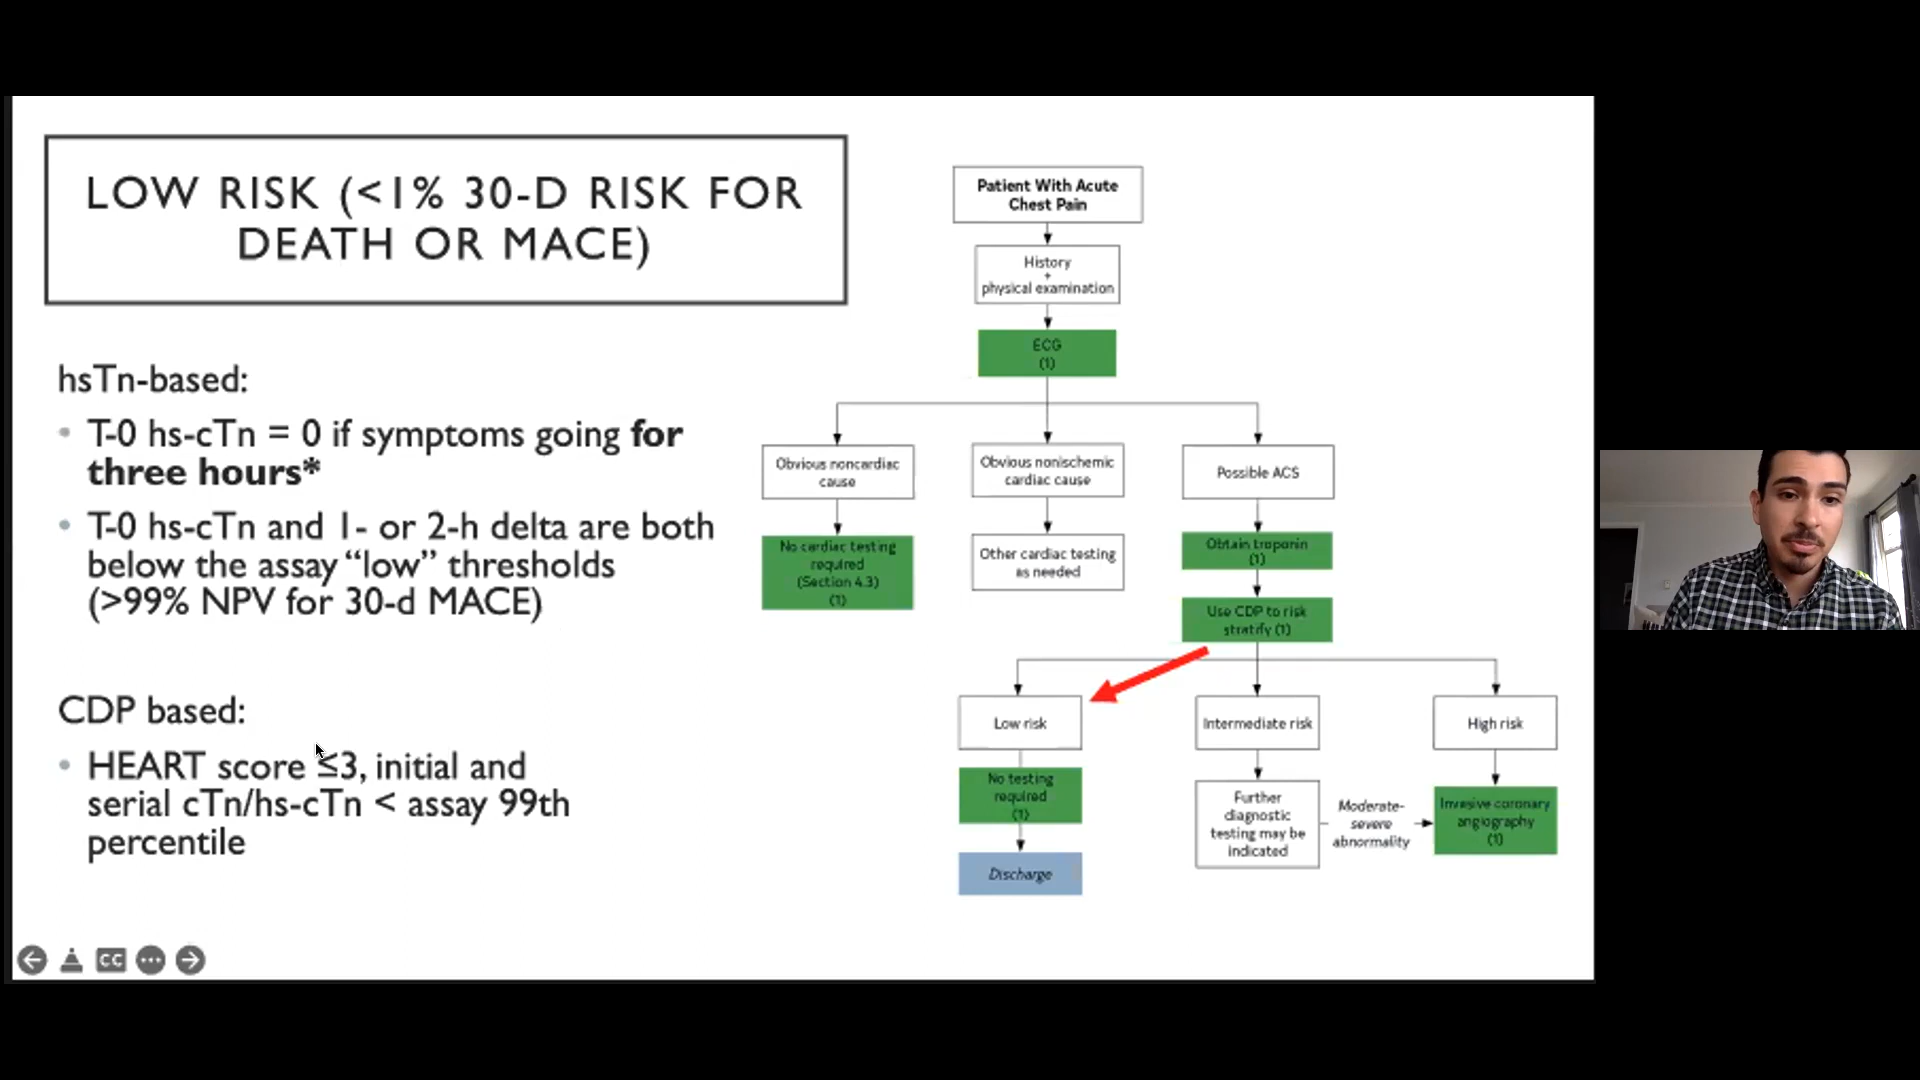 LOW RISK (<1% 30-D RISK FOR
DEATH OR MACE)
hsTn-based:
• T-0 hs-cTn = 0 if symptoms going for
three hours*
• T-0 hs-cTn and 1- or 2-h delta are both
below the assay “low” thresholds
(>99% NPV for 30-d MACE)
CDP based:
• HEART score ≤3, initial and
serial cTn/hs-cTn < assay 99th
percentile
Patient With Acute
Chest Pain
History
+
physical examination
ECG
(1)
Obvious noncardiac
cause
Obvious nonischemic
cardiac cause
Possible ACS
No cardiac testing
required
(Section 4.3)
(1)
Other cardiac testing
as needed
Obtain troponin
(1)
Use CDP to risk
stratify (1)
Low risk
Intermediate risk
High risk
No testing
required
(1)
Further
diagnostic
testing may be
indicated
Moderate-
severe
abnormality
Invasive coronary
angiography
(1)
Discharge
CC